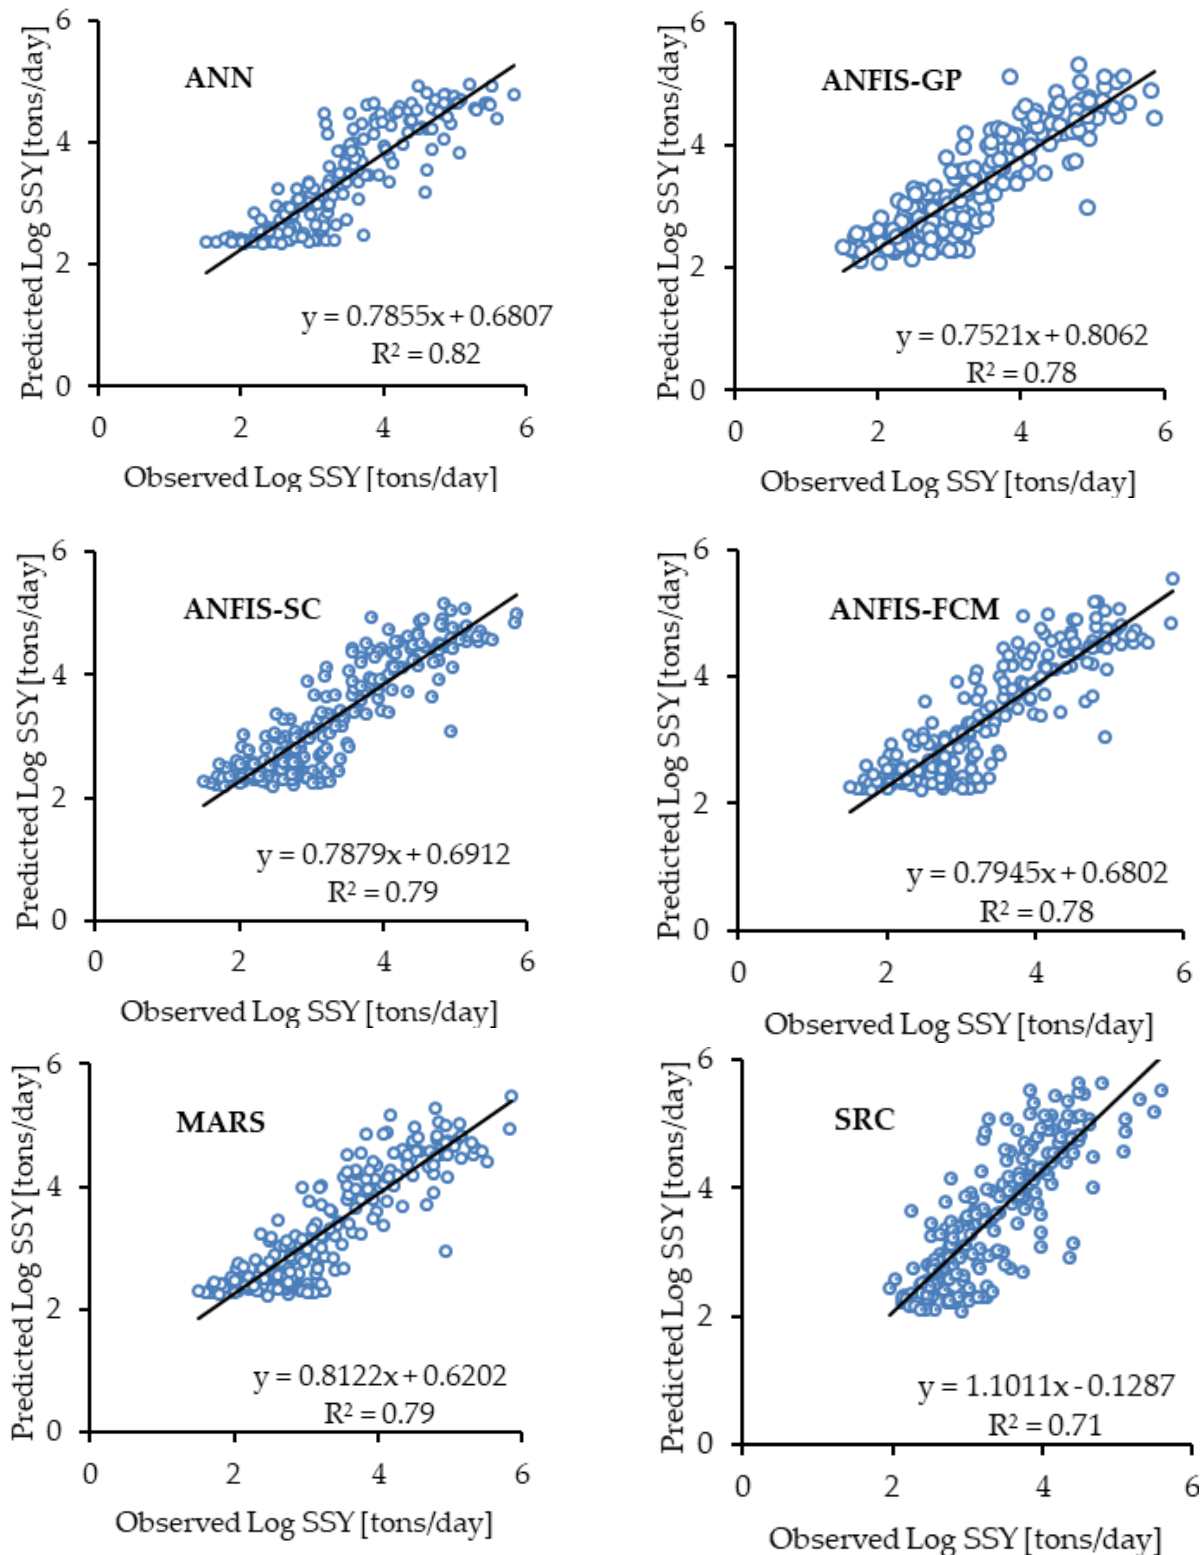 Predicted Log SSY [tons/day]
6
4
2
0
ANN
y = 0.7855x + 0.6807
R² = 0.82
0 2 4 6
Observed Log SSY [tons/day]
Predicted Log SSY [tons/day]
6
4
2
0
ANFIS-GP
y = 0.7521x + 0.8062
R² = 0.78
0 2 4 6
Observed Log SSY [tons/day]
Predicted Log SSY [tons/day]
6
4
2
0
ANFIS-SC
y = 0.7879x + 0.6912
R² = 0.79
0 2 4 6
Observed Log SSY [tons/day]
Predicted Log SSY [tons/day]
6
4
2
0
ANFIS-FCM
y = 0.7945x + 0.6802
R² = 0.78
0 2 4 6
Observed Log SSY [tons/day]
Predicted Log SSY [tons/day]
6
4
2
0
MARS
y = 0.8122x + 0.6202
R² = 0.79
0 2 4 6
Observed Log SSY [tons/day]
Predicted Log SSY [tons/day]
6
4
2
0
SRC
y = 1.1011x - 0.1287
R² = 0.71
0 2 4 6
Observed Log SSY [tons/day]